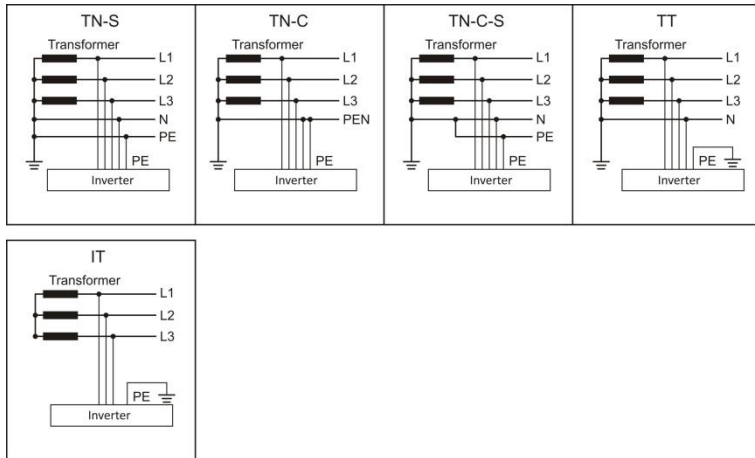 TN-S
Transformer
L1
L2
L3
N
PE
PE
Inverter
TN-C
Transformer
L1
L2
L3
PEN
PE
Inverter
TN-C-S
Transformer
L1
L2
L3
N
PE
PE
Inverter
TT
Transformer
L1
L2
L3
N
PE
Inverter
IT
Transformer
L1
L2
L3
PE
Inverter